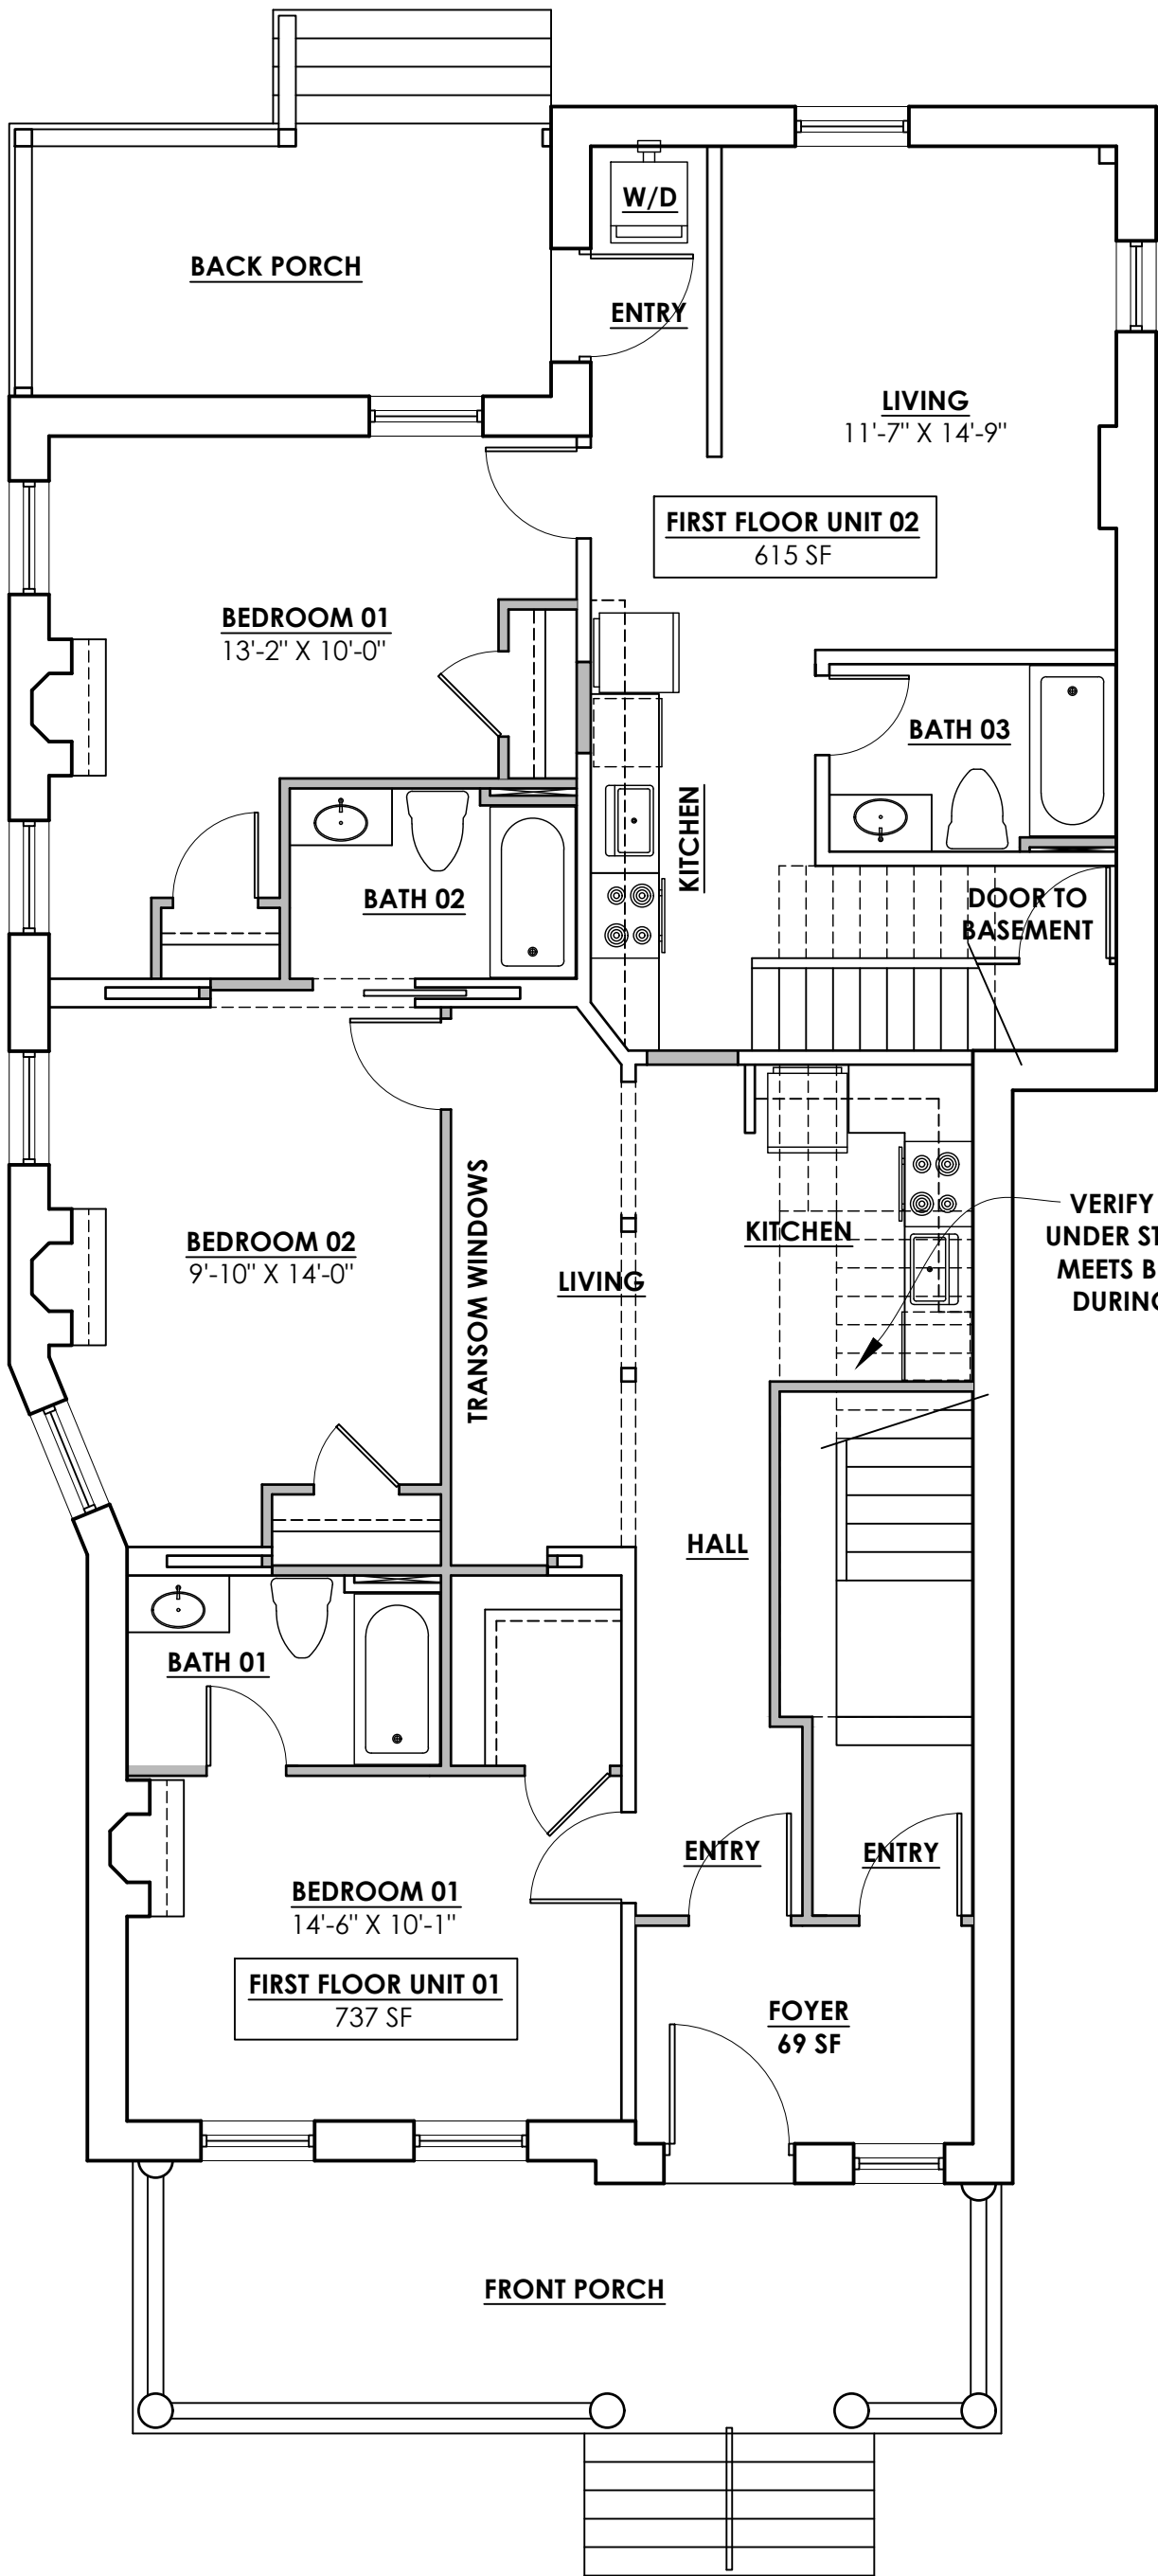 W/D
BACK PORCH
ENTRY
LIVING
11'-7" X 14'-9"
FIRST FLOOR UNIT 02
615 SF
BEDROOM 01
13'-2" X 10'-0"
BATH 03
KITCHEN
BATH 02
DOOR TO
BASEMENT
TRANSOM WINDOWS
VERIFY
UNDER ST
MEETS B
DURING
KITCHEN
BEDROOM 02
9'-10" X 14'-0"
LIVING
HALL
BATH 01
ENTRY
ENTRY
BEDROOM 01
14'-6" X 10'-1"
FIRST FLOOR UNIT 01
737 SF
FOYER
69 SF
FRONT PORCH